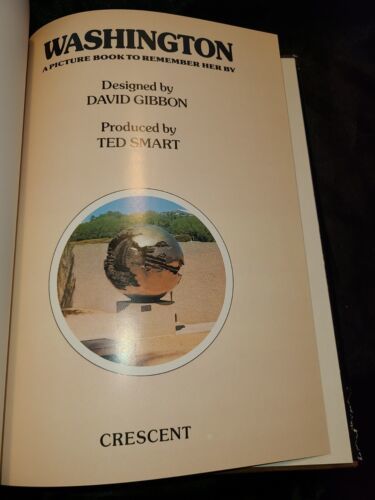 WASHINGTON
A PICTURE BOOK TO REMEMBER HER BY
Designed by
DAVID GIBBON
Produced by
TED SMART
CRESCENT